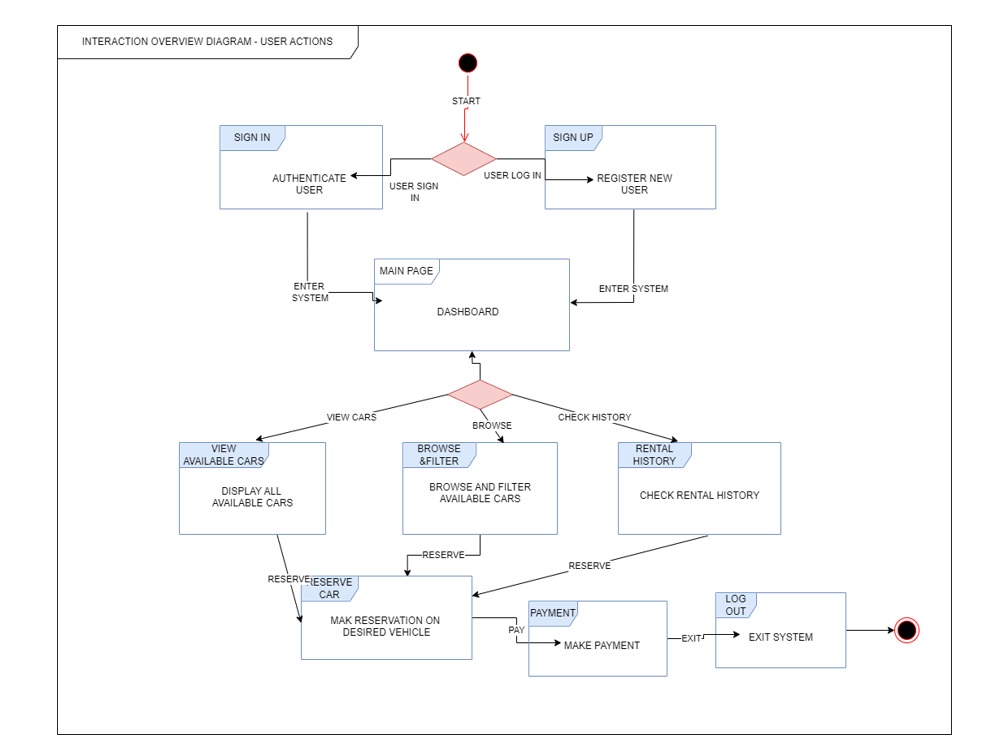 INTERACTION OVERVIEW DIAGRAM - USER ACTIONS
START
SIGN IN
SIGN UP
AUTHENTICATE
USER
USER SIGN
IN
USER LOG IN
REGISTER NEW
USER
MAIN PAGE
ENTER
SYSTEM
ENTER SYSTEM
DASHBOARD
VIEW CARS
BROWSE
CHECK HISTORY
VIEW
AVAILABLE CARS
BROWSE
&FILTER
RENTAL
HISTORY
DISPLAY ALL
AVAILABLE CARS
BROWSE AND FILTER
AVAILABLE CARS
CHECK RENTAL HISTORY
RESERVE
RESERVE
RESERVE
RESERVE
CAR
MAK RESERVATION ON
DESIRED VEHICLE
PAY
PAYMENT
MAKE PAYMENT
EXIT
LOG
OUT
EXIT SYSTEM